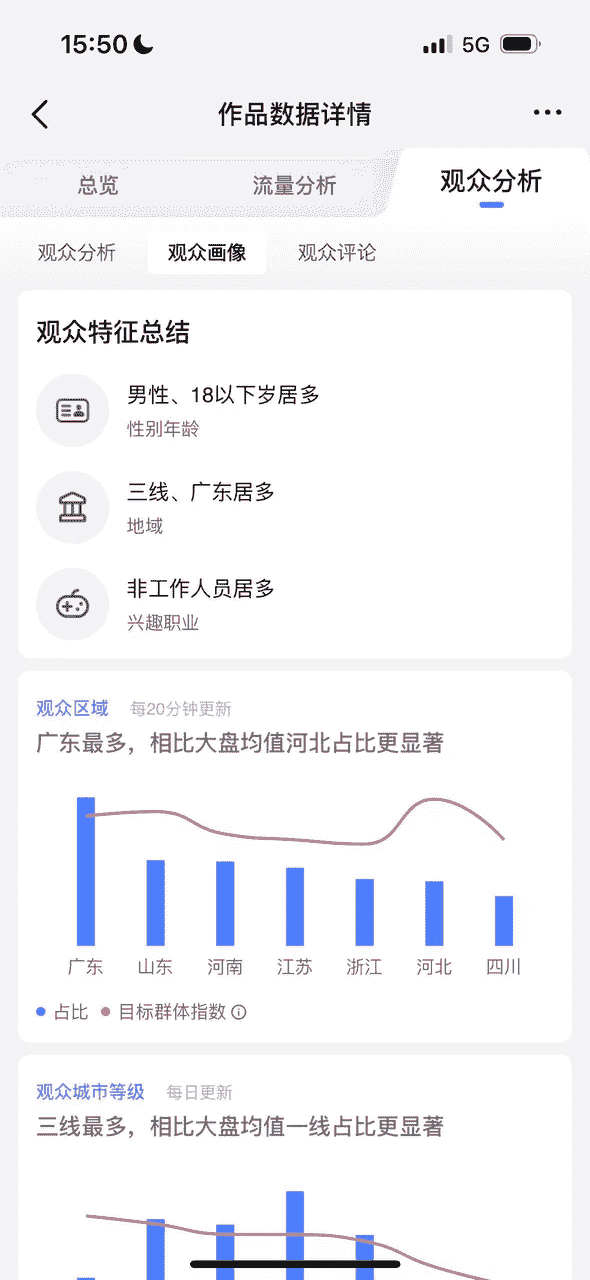 15:50
5G
作品数据详情
总览
流量分析
观众分析
观众分析
观众画像
观众评论
观众特征总结
男性、18以下岁居多
性别年龄
三线、广东居多
地域
非工作人员居多
兴趣职业
观众区域 每20分钟更新
广东最多，相比大盘均值河北占比更显著
广东 山东 河南 江苏 浙江 河北 四川
占比 目标群体指数
观众城市等级 每日更新
三线最多，相比大盘均值一线占比更显著